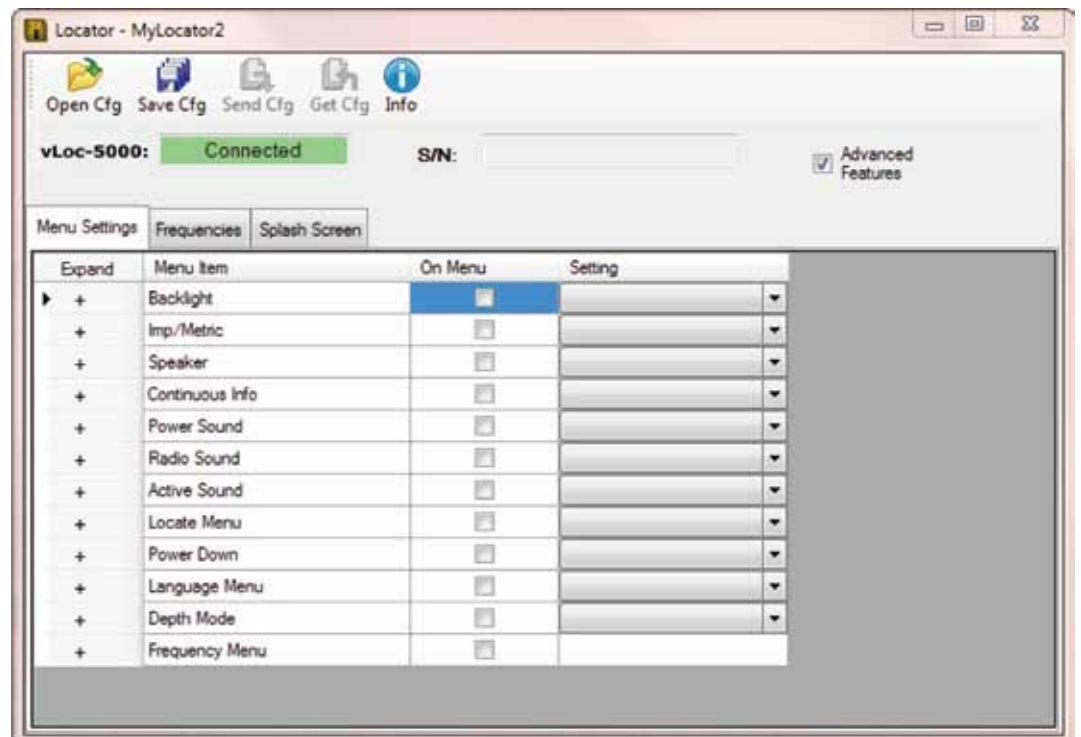 Locator - MyLocator2
Open Cfg Save Cfg Send Cfg Get Cfg Info
vLoc-5000: Connected S/N: Advanced Features
Menu Settings Frequencies Splash Screen
Expand Menu Item On Menu Setting
+ Backlight
+ Imp/Metric
+ Speaker
+ Continuous Info
+ Power Sound
+ Radio Sound
+ Active Sound
+ Locate Menu
+ Power Down
+ Language Menu
+ Depth Mode
+ Frequency Menu